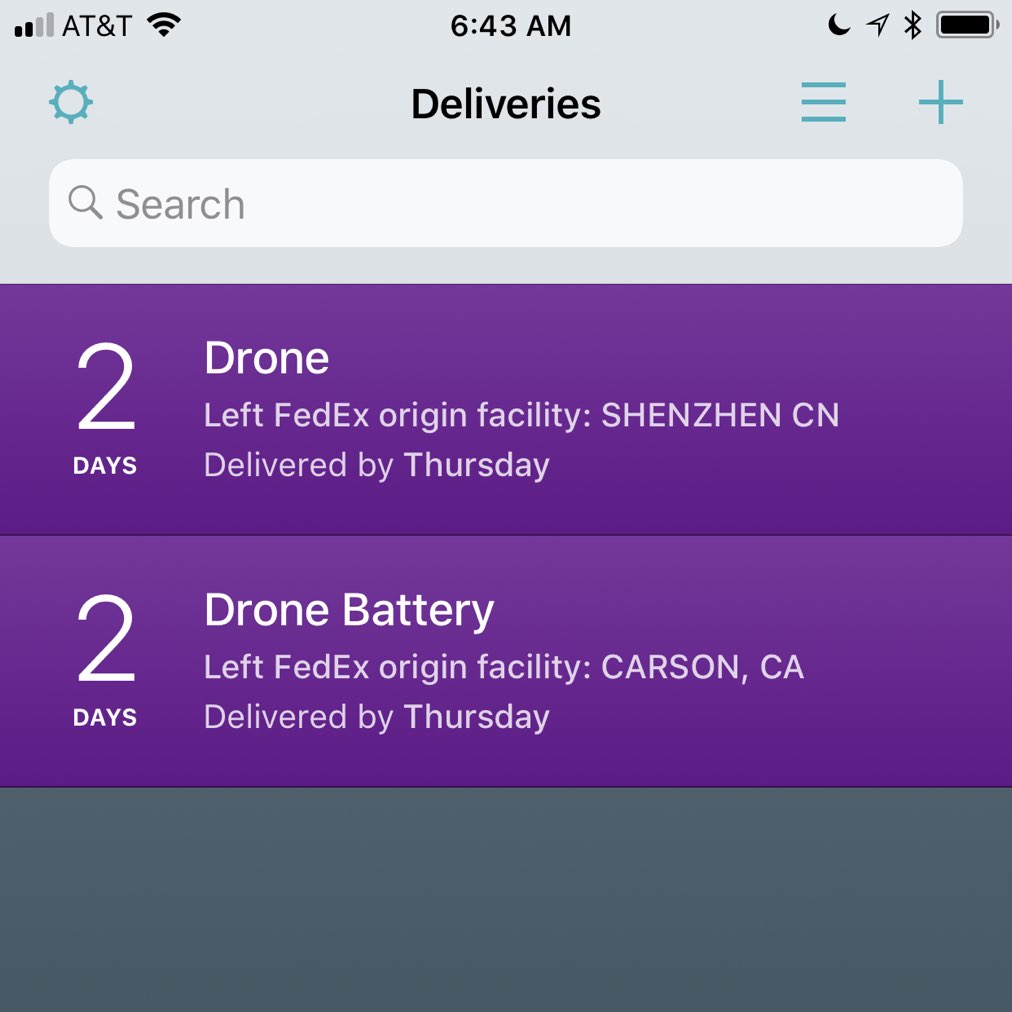 AT&T 6:43 AM
Deliveries
Search
2
DAYS
Drone
Left FedEx origin facility: SHENZHEN CN
Delivered by Thursday
2
DAYS
Drone Battery
Left FedEx origin facility: CARSON, CA
Delivered by Thursday